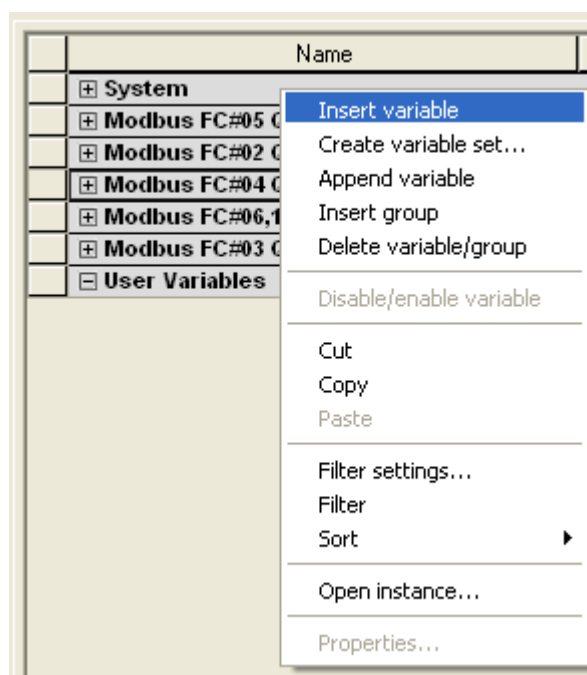 Name
System
Modbus FC#05
Modbus FC#02
Modbus FC#04
Modbus FC#06,1
Modbus FC#03
User Variables
Insert variable
Create variable set...
Append variable
Insert group
Delete variable/group
Disable/enable variable
Cut
Copy
Paste
Filter settings...
Filter
Sort
Open instance...
Properties...